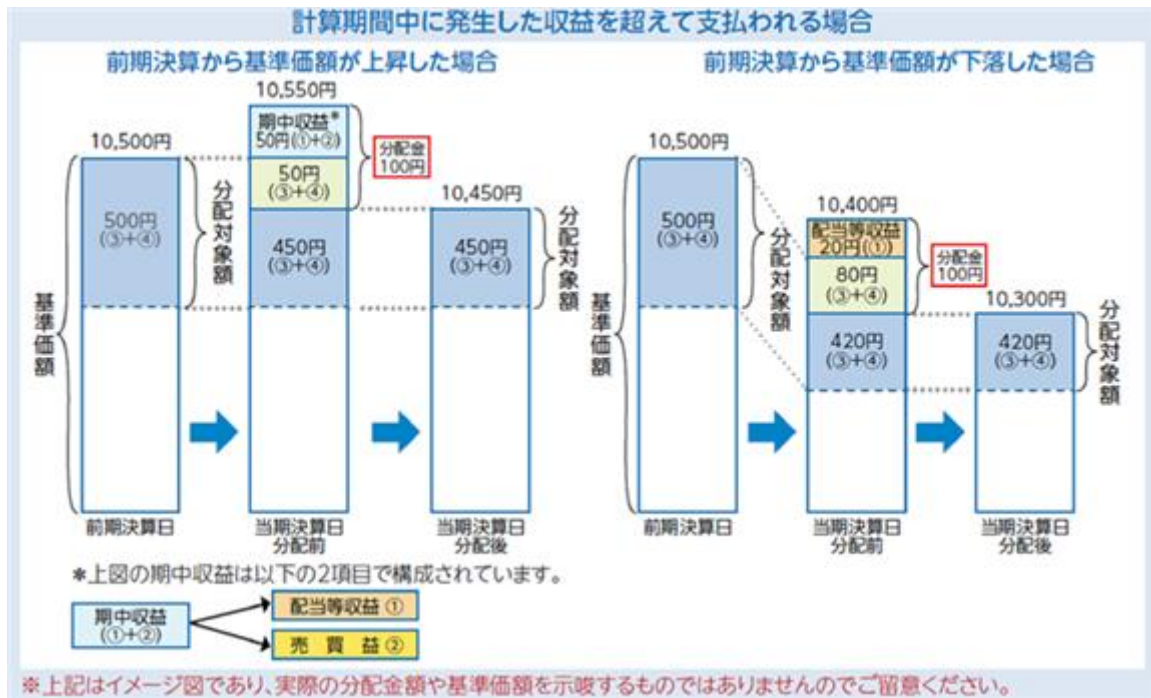 計算期間中に発生した収益を超えて支払われる場合
前期決算から基準価額が上昇した場合
10,500円
500円
(③+④)
分配対象額
基準価額
前期決算日
10,550円
期中収益*
50円(①+②)
50円
(③+④)
450円
(③+④)
分配金
100円
当期決算日
分配前
10,450円
450円
(③+④)
分配対象額
当期決算日
分配後
前期決算から基準価額が下落した場合
10,500円
500円
(③+④)
分配対象額
基準価額
前期決算日
10,400円
配当等収益
20円(①)
80円
(③+④)
420円
(③+④)
分配金
100円
当期決算日
分配前
10,300円
420円
(③+④)
分配対象額
当期決算日
分配後
*上図の期中収益は以下の2項目で構成されています。
期中収益
(①+②)
配当等収益 ①
売 買 益 ②
※上記はイメージ図であり、実際の分配金額や基準価額を示唆するものではありませんのでご留意ください。